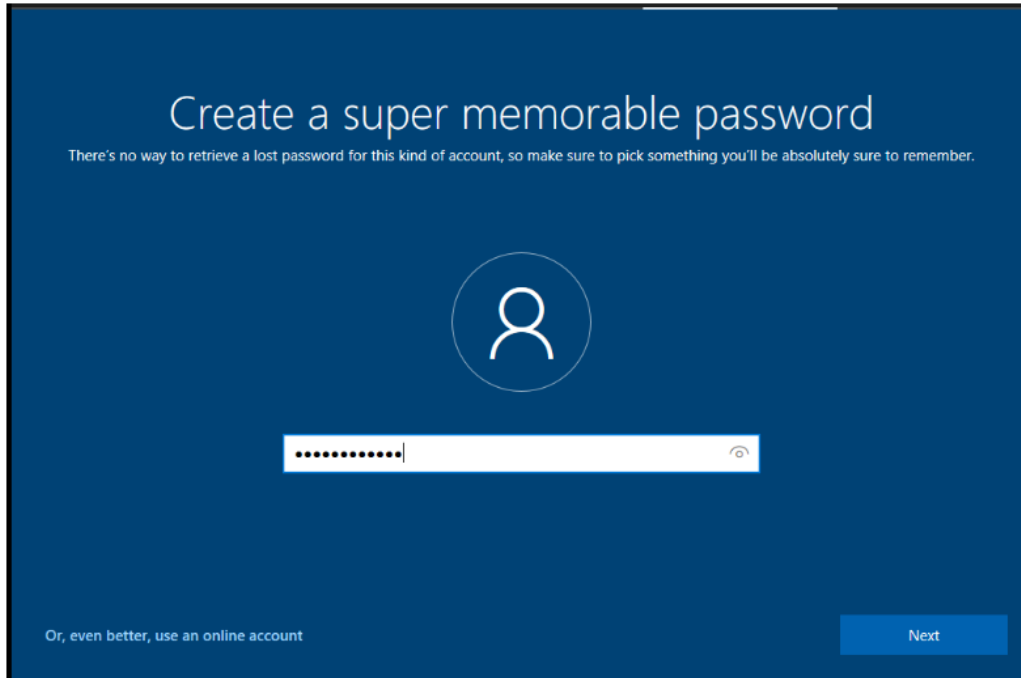 Create a super memorable password
There's no way to retrieve a lost password for this kind of account, so make sure to pick something you'll be absolutely sure to remember.
••••••••••••
Or, even better, use an online account
Next